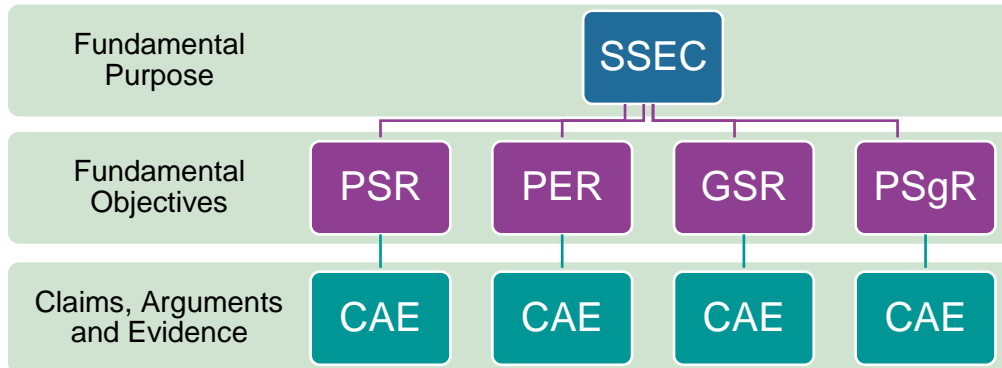 Fundamental
Purpose
SSEC
Fundamental
Objectives
PSR
PER
GSR
PSgR
Claims, Arguments
and Evidence
CAE
CAE
CAE
CAE